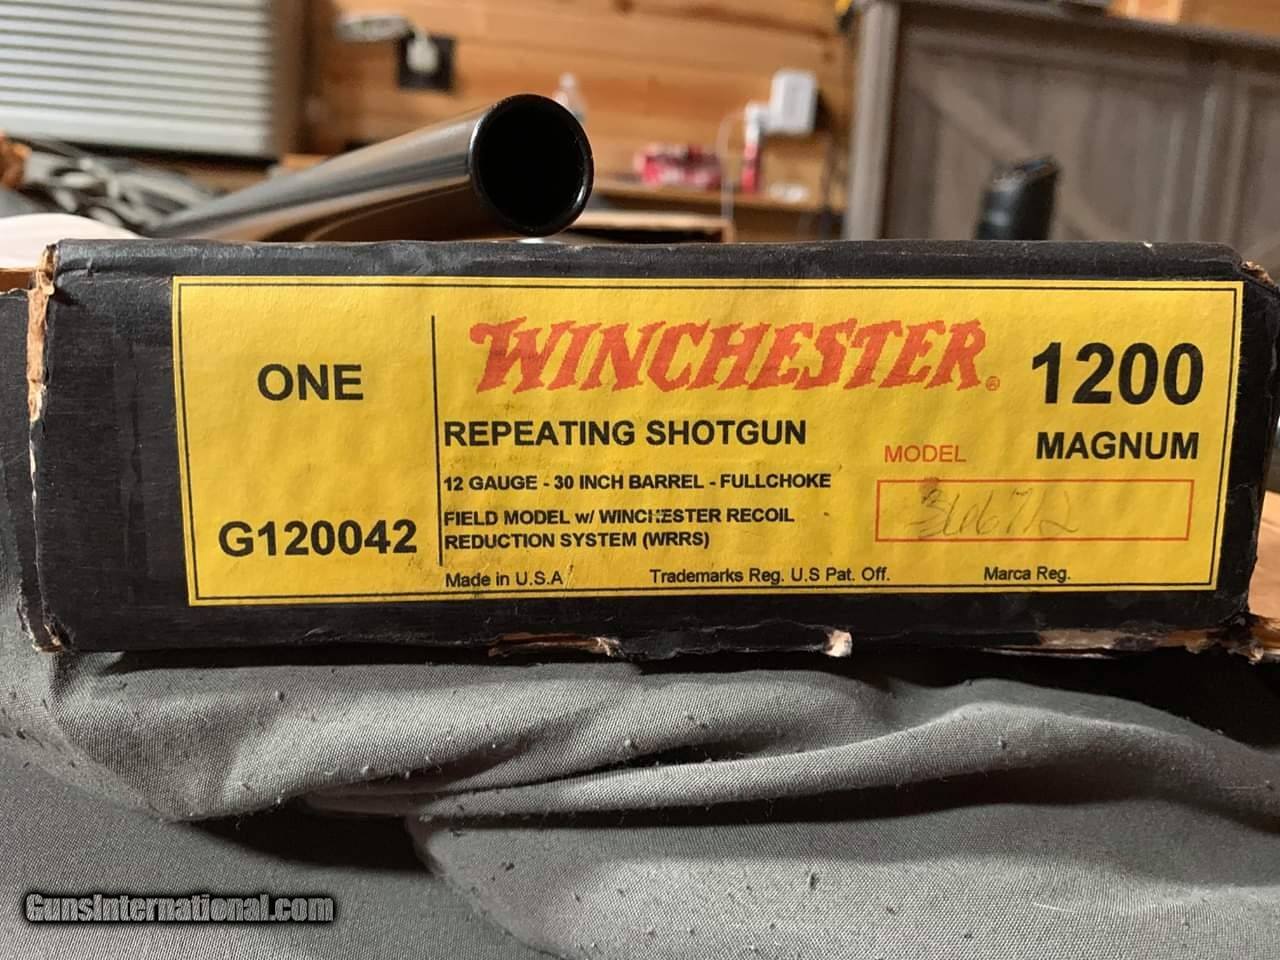 ONE
G120042
WINCHESTER®
1200
MAGNUM
REPEATING SHOTGUN
MODEL
12 GAUGE - 30 INCH BARREL - FULLCHOKE
366712
FIELD MODEL w/ WINCHESTER RECOIL
REDUCTION SYSTEM (WRRS)
Made in U.S.A
Trademarks Reg. U.S Pat. Off.
Marca Reg.
GunsInternational.com